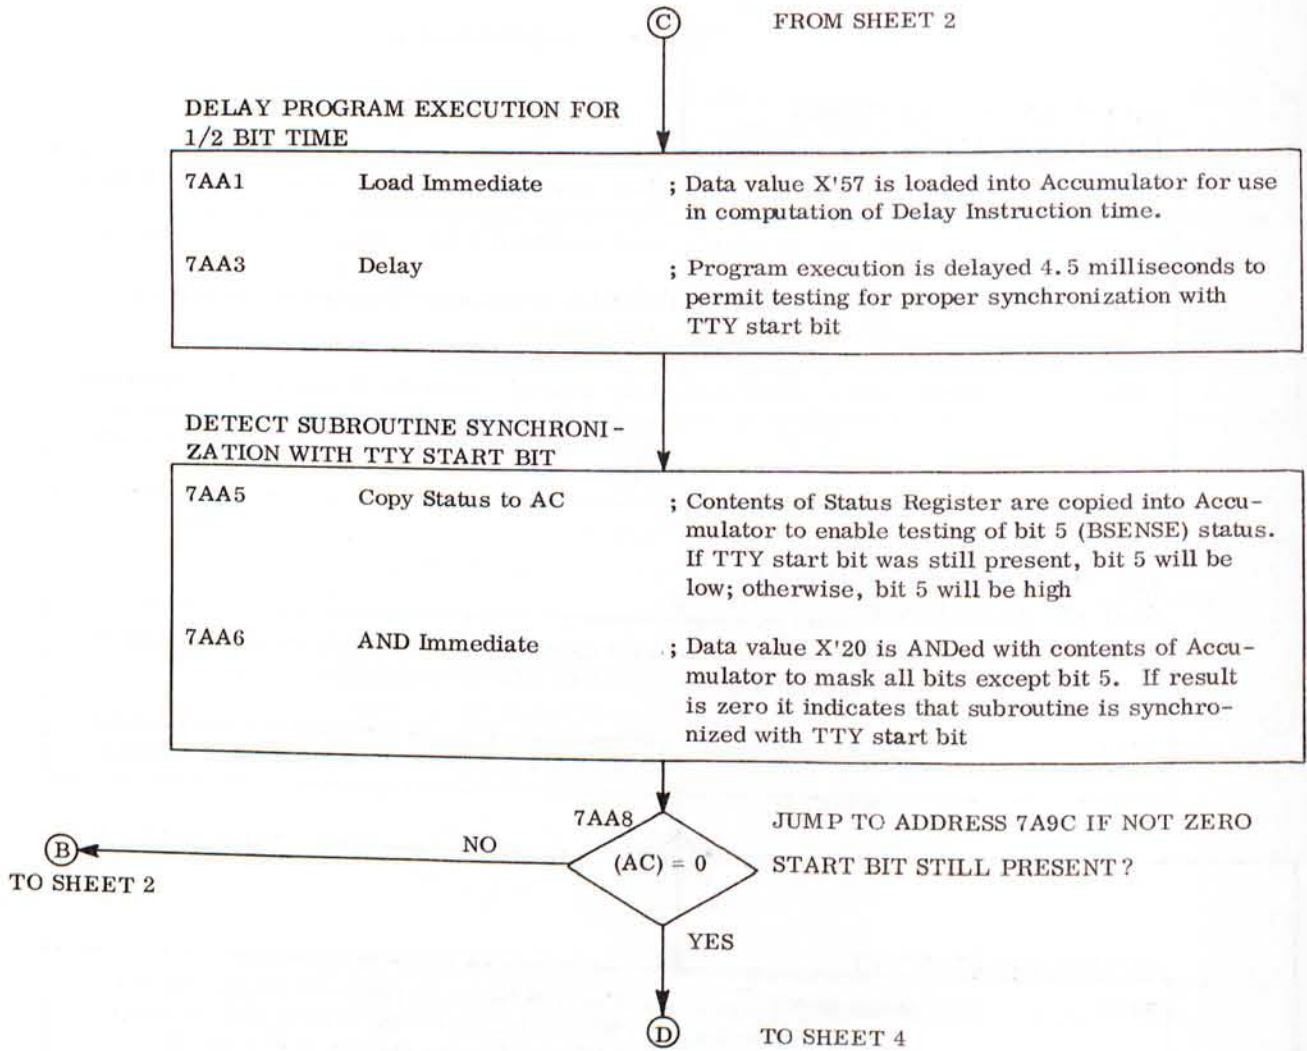 C FROM SHEET 2
DELAY PROGRAM EXECUTION FOR
1/2 BIT TIME
7AA1 Load Immediate ; Data value X'57 is loaded into Accumulator for use
in computation of Delay Instruction time.
7AA3 Delay ; Program execution is delayed 4.5 milliseconds to
permit testing for proper synchronization with
TTY start bit
DETECT SUBROUTINE SYNCHRONI-
ZATION WITH TTY START BIT
7AA5 Copy Status to AC ; Contents of Status Register are copied into Accu-
mulator to enable testing of bit 5 (BSENSE) status.
If TTY start bit was still present, bit 5 will be
low; otherwise, bit 5 will be high
7AA6 AND Immediate ; Data value X'20 is ANDed with contents of Accu-
mulator to mask all bits except bit 5. If result
is zero it indicates that subroutine is synchro-
nized with TTY start bit
7AA8 JUMP TO ADDRESS 7A9C IF NOT ZERO
B NO (AC) = 0 START BIT STILL PRESENT?
TO SHEET 2
YES
D TO SHEET 4